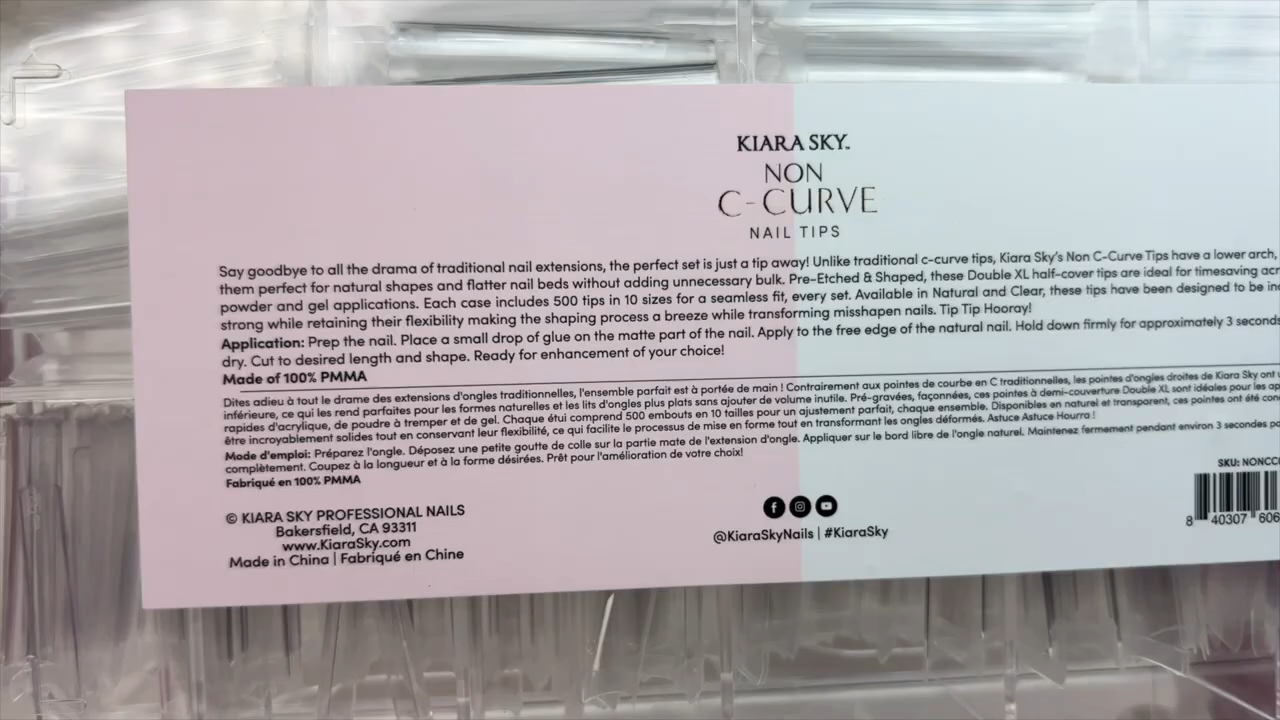 KIARA SKY™
NON
C-CURVE
NAIL TIPS
Say goodbye to all the drama of traditional nail extensions, the perfect set is just a tip away! Unlike traditional c-curve tips, Kiara Sky's Non C-Curve Tips have a lower arch,
them perfect for natural shapes and flatter nail beds without adding unnecessary bulk. Pre-Etched & Shaped, these Double XL half-cover tips are ideal for timesaving
powder and gel applications. Each case includes 500 tips in 10 sizes for a seamless fit, every set. Available in Natural and Clear, these tips have been designed to be
strong while retaining their flexibility making the shaping process a breeze while transforming misshapen nails. Tip Tip Hooray!
Application: Prep the nail. Place a small drop of glue on the matte part of the nail. Apply to the free edge of the natural nail. Hold down firmly for approximately 3 seconds
dry. Cut to desired length and shape. Ready for enhancement of your choice!
Made of 100% PMMA
Dites adieu à tout le drame des extensions d'ongles traditionnelles, l'ensemble parfait est à portée de main ! Contrairement aux pointes de courbe en C traditionnelles, les pointes d'ongles droites de Kiara Sky ont
inférieure, ce qui les rend parfaites pour les formes naturelles et les lits d'ongles plus plats sans ajouter de volume inutile. Pré-gravées, façonnées, ces pointes à demi-couverture Double XL sont idéales pour les
rapides d'acrylique, de poudre à tremper et de gel. Chaque étui comprend 500 embouts en 10 tailles pour un ajustement parfait, chaque ensemble. Disponibles en naturel et transparent, ces pointes ont été
être incroyablement solides tout en conservant leur flexibilité, ce qui facilite le processus de mise en forme tout en transformant les ongles déformés. Astuce Astuce Hourra !
Mode d'emploi: Préparez l'ongle. Déposez une petite goutte de colle sur la partie mate de l'extension d'ongle. Appliquer sur le bord libre de l'ongle naturel. Maintenez fermement pendant environ 3 secondes
complètement. Coupez à la longueur et à la forme désirées. Prêt pour l'amélioration de votre choix!
Fabriqué en 100% PMMA
© KIARA SKY PROFESSIONAL NAILS
Bakersfield, CA 93311
www.KiaraSky.com
Made in China | Fabriqué en Chine
@KiaraSkyNails | #KiaraSky
SKU:
8 40307